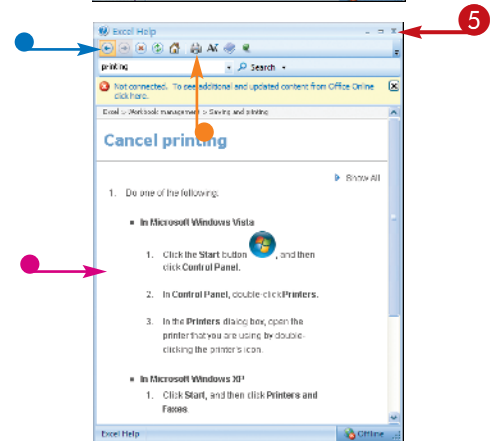 Excel Help
5
printing
Search
Not connected. To see additional and updated content from Office Online
click here.
Excel > Workbook management > Saving and printing
Cancel printing
Show All
1. Do one of the following:
In Microsoft Windows Vista
1. Click the Start button , and then
click Control Panel.
2. In Control Panel, double-click Printers.
3. In the Printers dialog box, open the
printer that you are using by double-
clicking the printer's icon.
In Microsoft Windows XP
1. Click Start, and then click Printers and
Faxes.
Excel Help
Offline